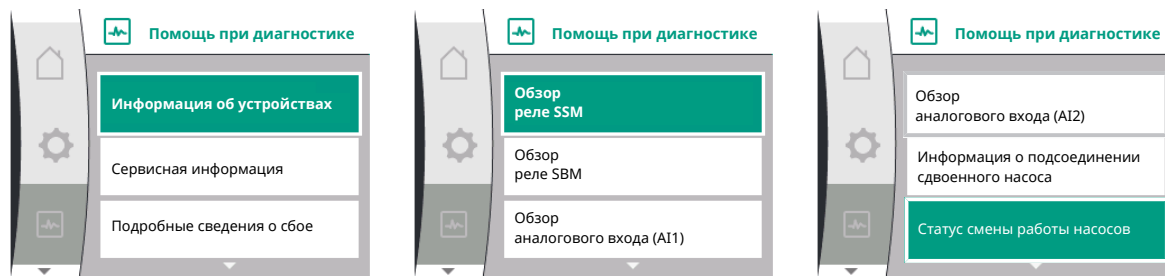 Помощь при диагностике
Информация об устройствах
Сервисная информация
Подробные сведения о сбое
Помощь при диагностике
Обзор
реле SSM
Обзор
реле SBM
Обзор
аналогового входа (AI1)
Помощь при диагностике
Обзор
аналогового входа (AI2)
Информация о подсоединении
сдвоенного насоса
Статус смены работы насосов